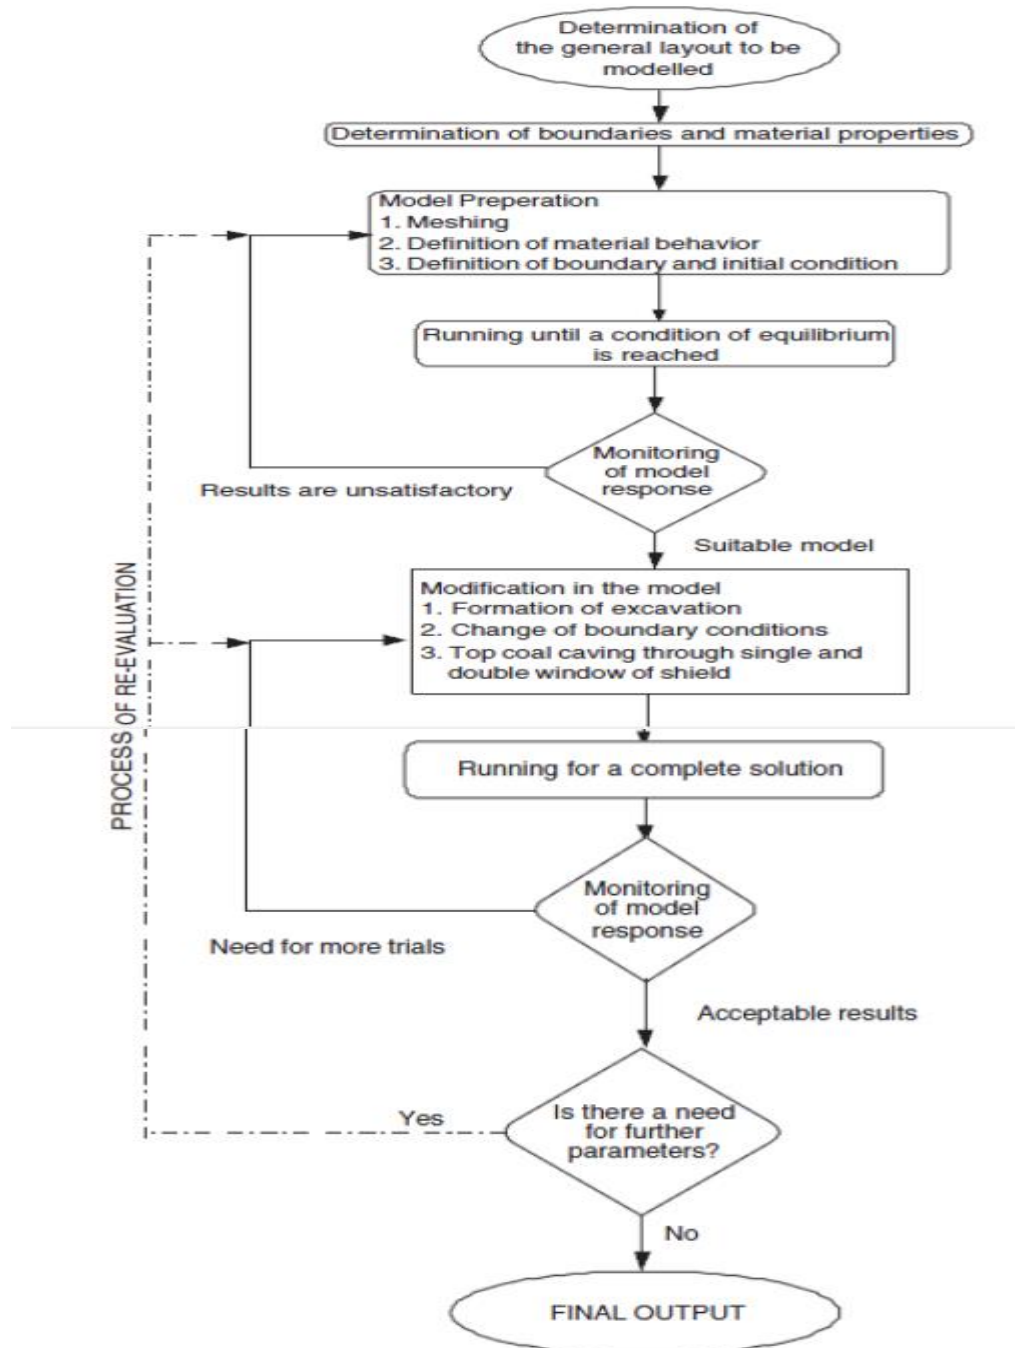 Determination of
the general layout to be
modelled
Determination of boundaries and material properties
Model Preperation
1. Meshing
2. Definition of material behavior
3. Definition of boundary and initial condition
Running until a condition of equilibrium
is reached
Monitoring
of model
response
Results are unsatisfactory
Suitable model
Modification in the model
1. Formation of excavation
2. Change of boundary conditions
3. Top coal caving through single and
double window of shield
PROCESS OF RE-EVALUATION
Running for a complete solution
Monitoring
of model
response
Need for more trials
Acceptable results
Is there a need
for further
parameters?
Yes
No
FINAL OUTPUT